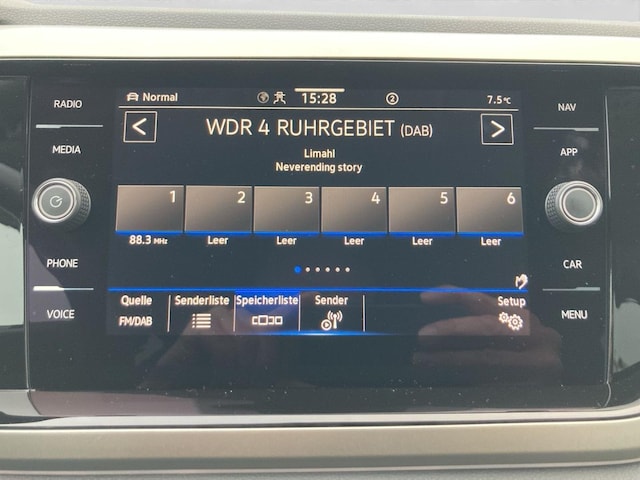 RADIO
MEDIA
PHONE
VOICE
Normal
15:28
2
7.5°C
< WDR 4 RUHRGEBIET (DAB) >
Limahl
Neverending story
1 2 3 4 5 6
88.3 MHz Leer Leer Leer Leer Leer
Quelle Senderliste Speicherliste Sender Setup
FM/DAB
NAV
APP
CAR
MENU